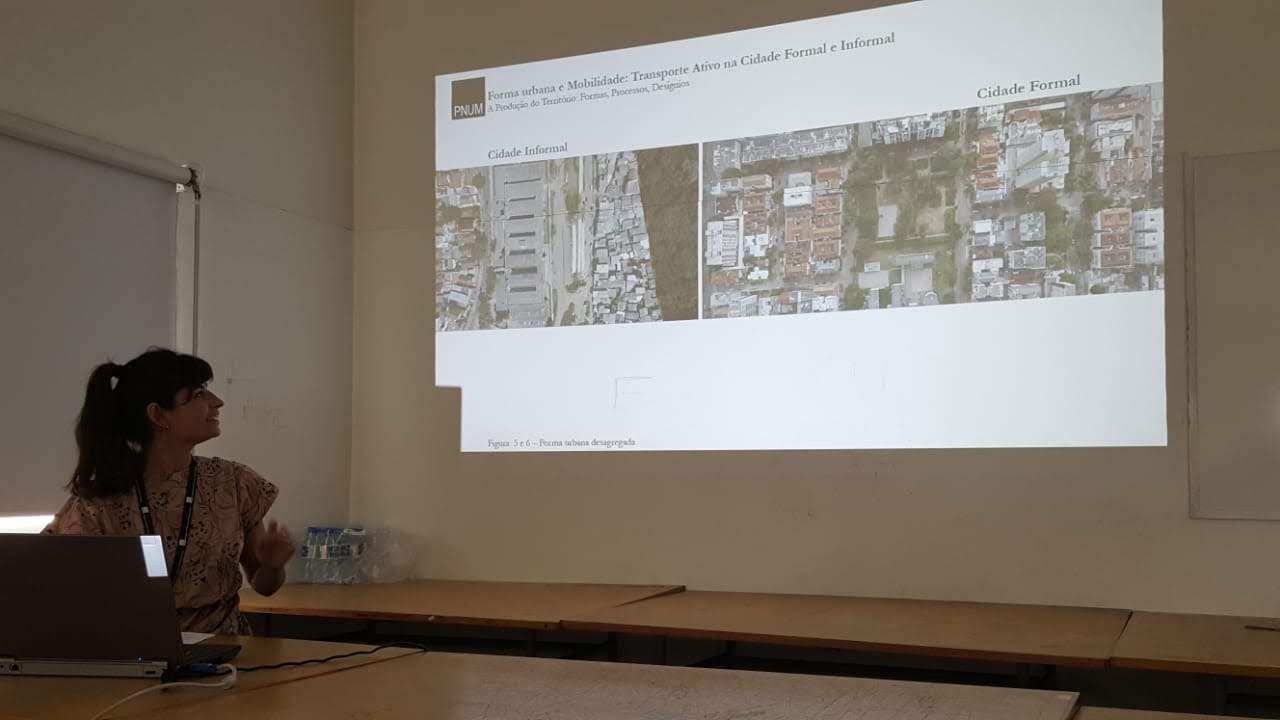 PNUM
Forma urbana e Mobilidade: Transporte Ativo na Cidade Formal e Informal
A Produção do Território: Formas, Processos, Desígnios
Cidade Informal
Cidade Formal
Figura 5 e 6 – Forma urbana desagregada